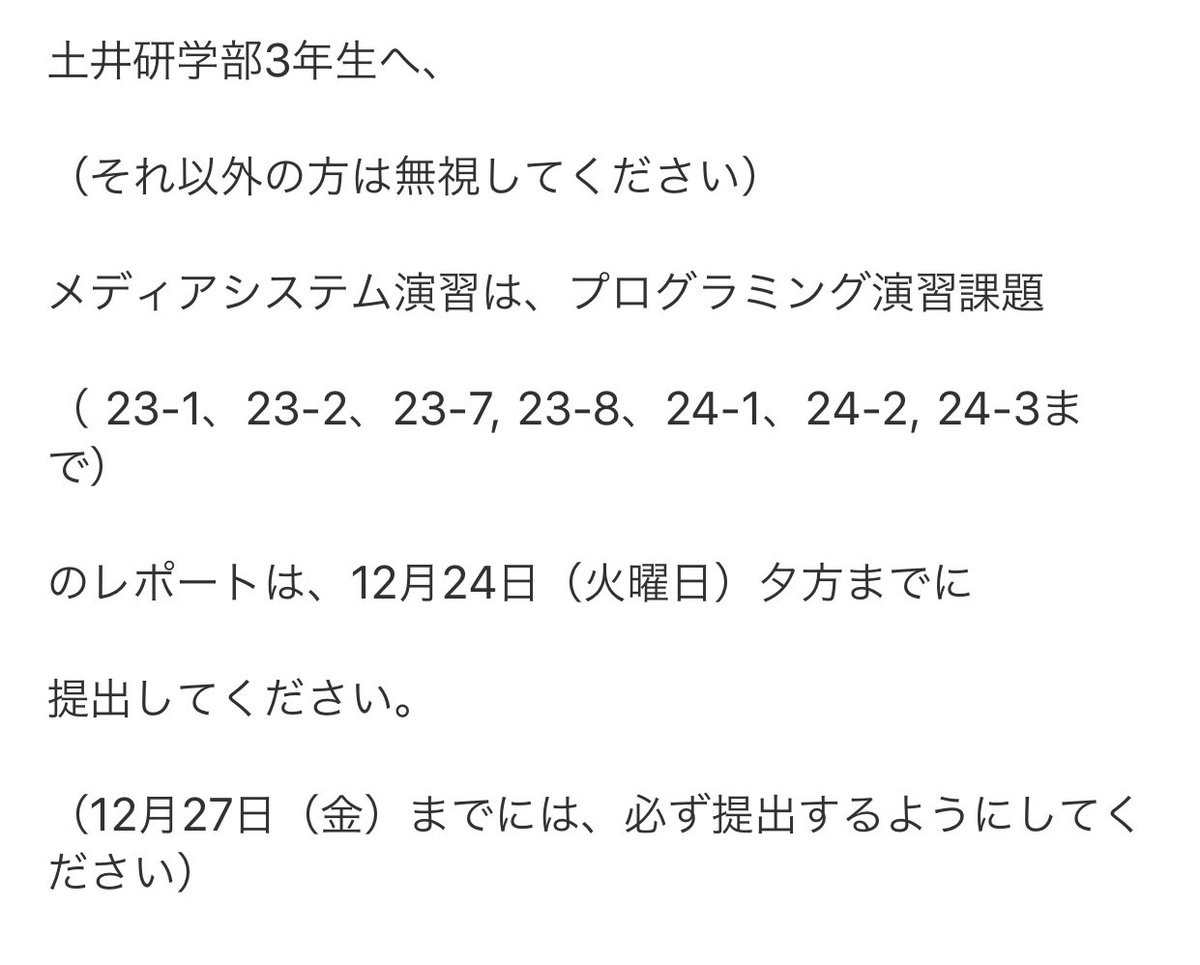 土井研学部3年生へ、
（それ以外の方は無視してください）
メディアシステム演習は、プログラミング演習課題
（ 23-1、23-2、23-7, 23-8、24-1、24-2, 24-3ま
で）
のレポートは、12月24日（火曜日）夕方までに
提出してください。
（12月27日（金）までには、必ず提出するようにしてく
ださい）